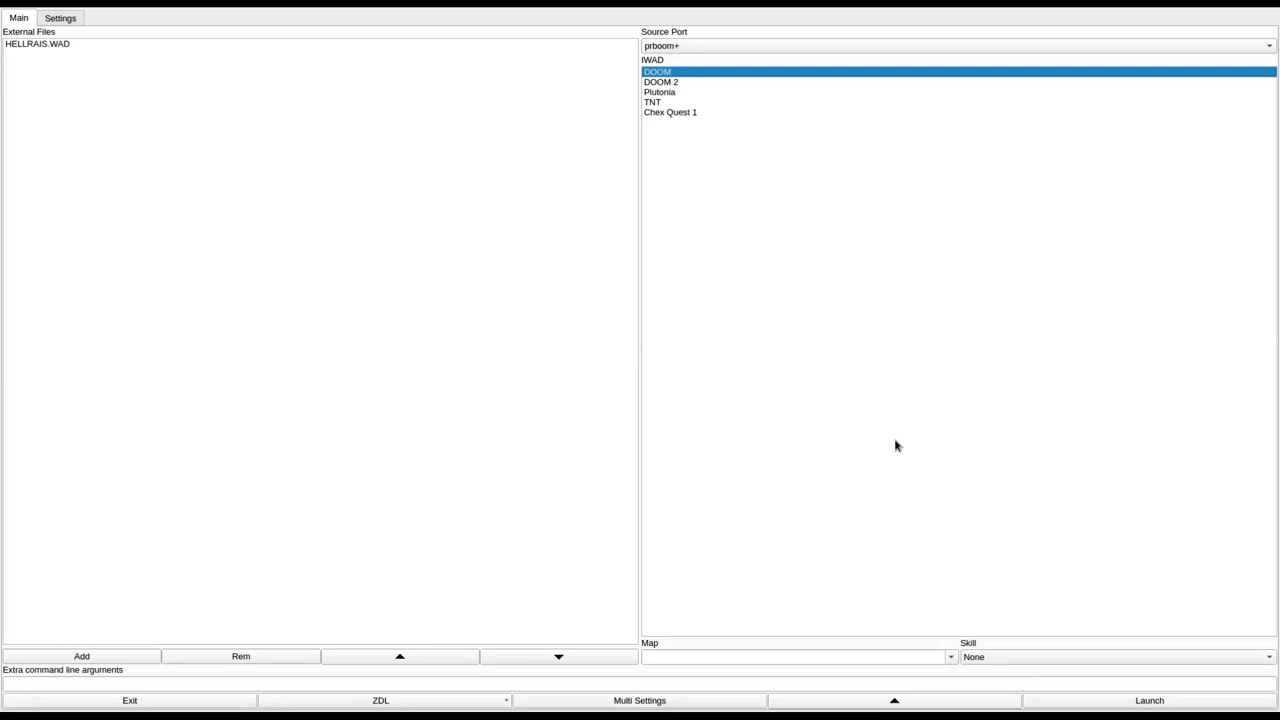 Main Settings
External Files
HELLRAIS.WAD
Source Port
prboom+
IWAD
DOOM
DOOM 2
Plutonia
TNT
Chex Quest 1
Map Skill
None
Add Rem
Extra command line arguments
Exit ZDL Multi Settings Launch